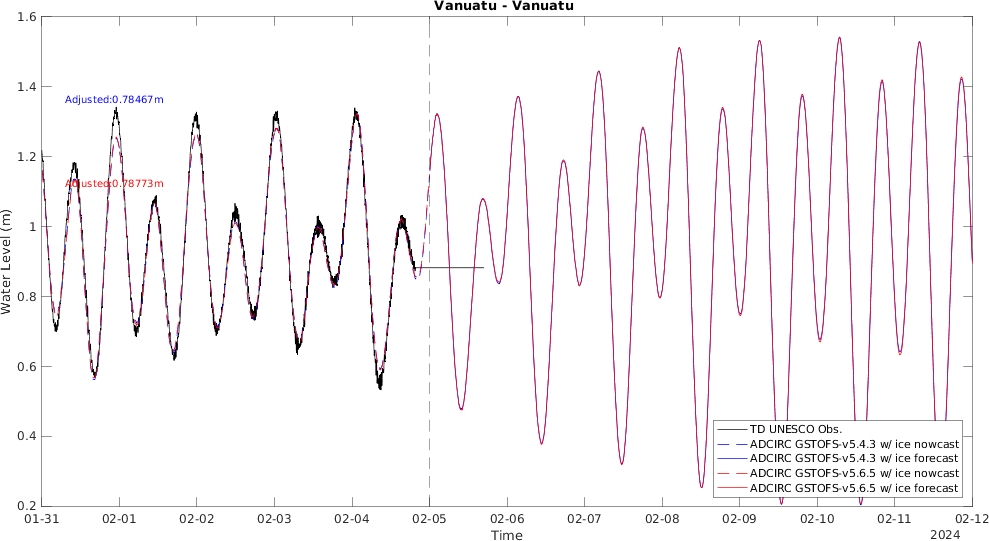 Vanuatu - Vanuatu
1.6
1.4
1.2
1
0.8
0.6
0.4
0.2
Water Level (m)
Adjusted:0.78467m
Adjusted:0.78773m
TD UNESCO Obs.
ADCIRC GSTOFS-v5.4.3 w/ ice nowcast
ADCIRC GSTOFS-v5.4.3 w/ ice forecast
ADCIRC GSTOFS-v5.6.5 w/ ice nowcast
ADCIRC GSTOFS-v5.6.5 w/ ice forecast
01-31 02-01 02-02 02-03 02-04 02-05 02-06 02-07 02-08 02-09 02-10 02-11 02-12
Time
2024